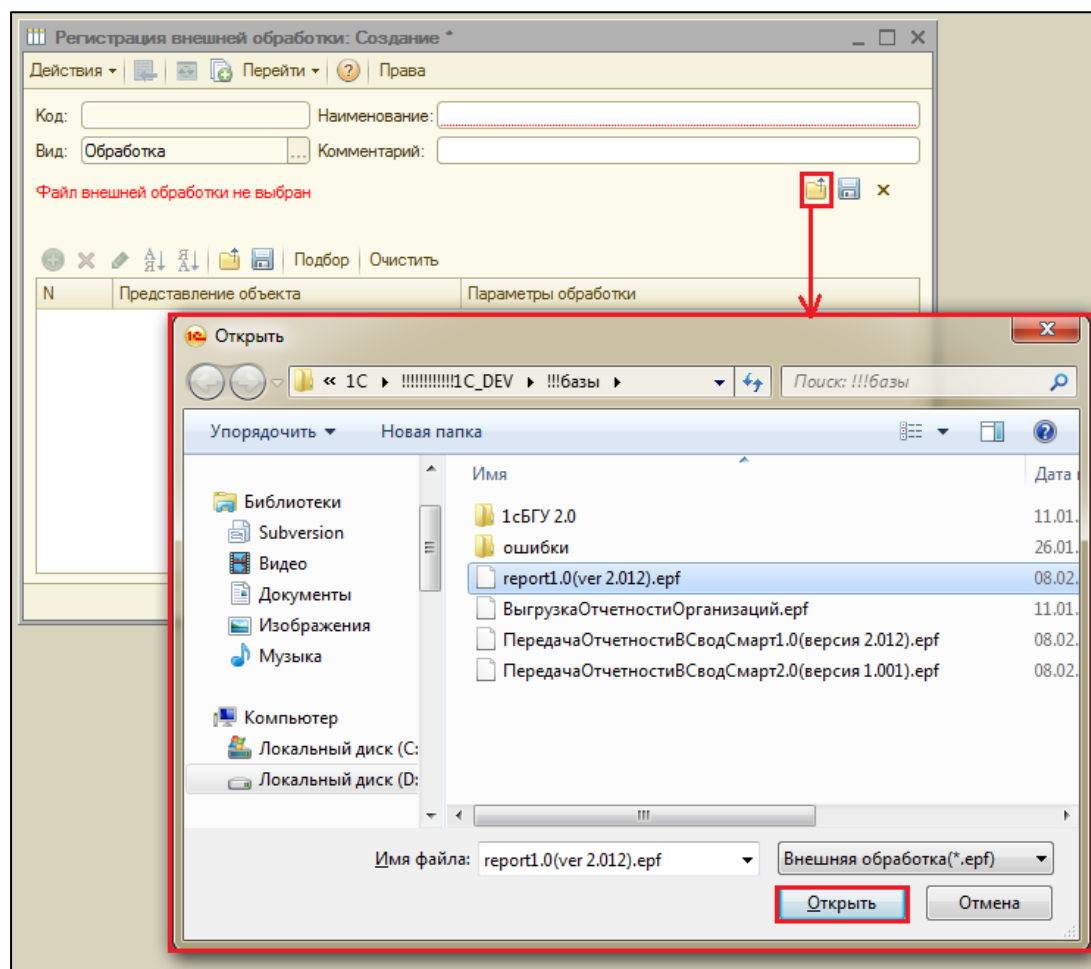 Регистрация внешней обработки: Создание *
Действия Перейти Права
Код: Наименование:
Вид: Обработка ... Комментарий:
Файл внешней обработки не выбран
Подбор Очистить
N Представление объекта Параметры обработки
1С Открыть
« 1С !!!!!!!!!!!!1C_DEV !!!базы Поиск: !!!базы
Упорядочить Новая папка
Имя Дата
Библиотеки
1сБГУ 2.0 11.01.
Subversion
ошибки 26.01.
Видео
report1.0(ver 2.012).epf 08.02.
Документы
ВыгрузкаОтчетностиОрганизаций.epf 11.01.
Изображения
ПередачаОтчетностиВСводСмарт1.0(версия 2.012).epf 08.02.
Музыка
ПередачаОтчетностиВСводСмарт2.0(версия 1.001).epf 08.02.
Компьютер
Локальный диск (C:
Локальный диск (D:
Имя файла: report1.0(ver 2.012).epf Внешняя обработка(*.epf)
Открыть Отмена